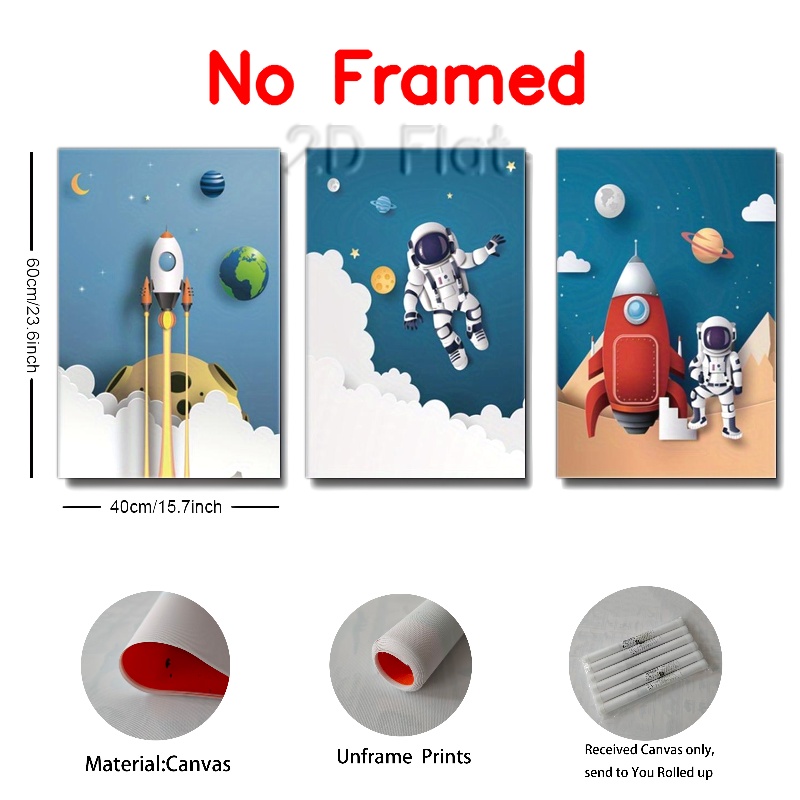 No Framed
2D Flat
60cm/23.6inch
40cm/15.7inch
Material:Canvas
Unframe Prints
Received Canvas only,
send to You Rolled up